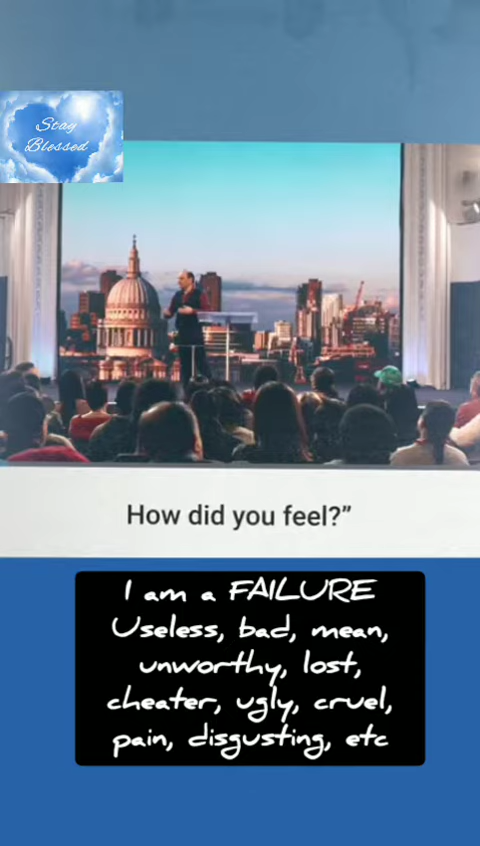 Stay
Blessed
How did you feel?”
I am a FAILURE
Useless, bad, mean,
unworthy, lost,
cheater, ugly, cruel,
pain, disgusting, etc